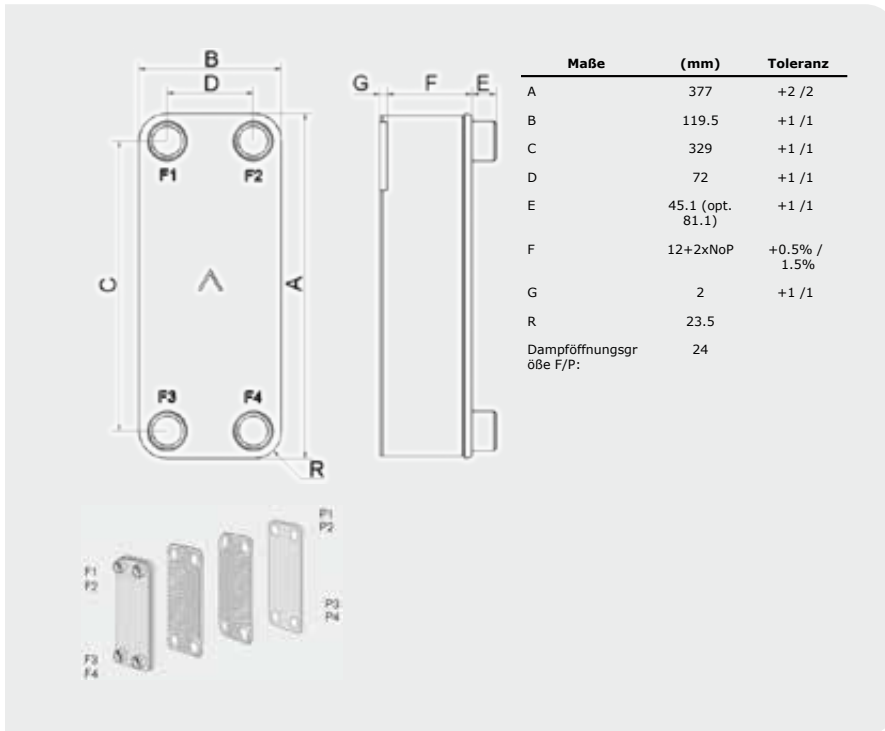 B
D
G F E
F1 F2
C
A
F3 F4
R
Maße (mm) Toleranz
A 377 +2 /2
B 119.5 +1 /1
C 329 +1 /1
D 72 +1 /1
E 45.1 (opt. +1 /1
81.1)
F 12+2xNoP +0.5% /
1.5%
G 2 +1 /1
R 23.5
Dampföffnungsgr 24
öße F/P:
P1
P2
F1
F2
P3
P4
F3
F4